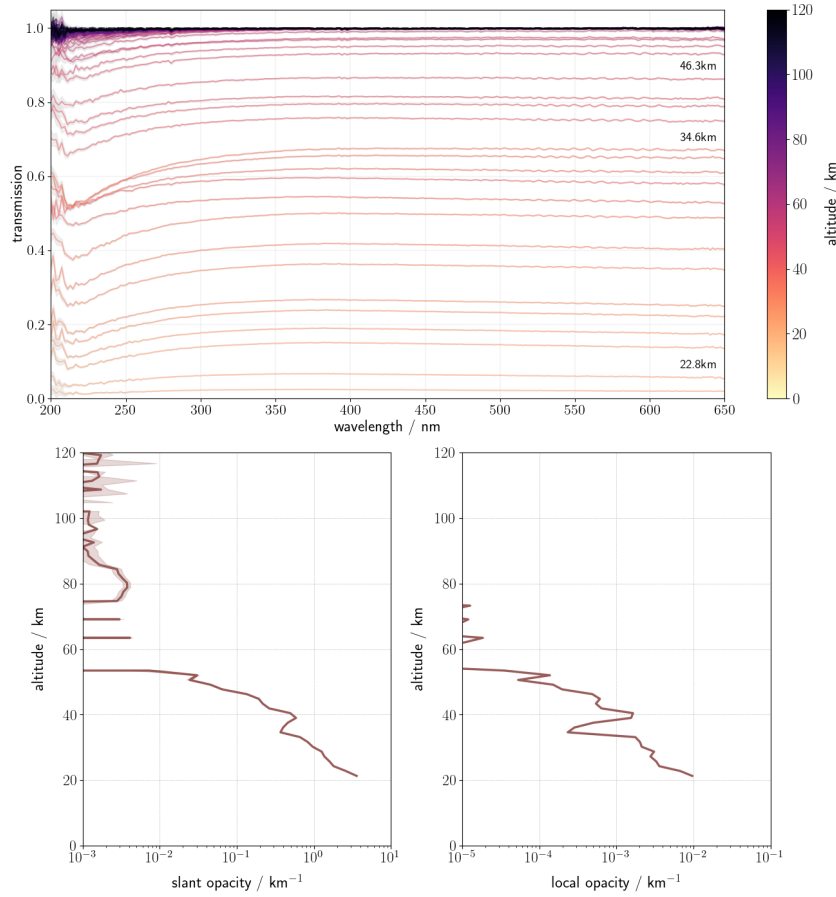 1.0
0.8
0.6
0.4
0.2
0.0
transmission
46.3km
34.6km
22.8km
200 250 300 350 400 450 500 550 600 650
wavelength / nm
120
100
80
60
40
20
0
altitude / km
120
100
80
60
40
20
0
altitude / km
10⁻³ 10⁻² 10⁻¹ 10⁰ 10¹
slant opacity / km⁻¹
120
100
80
60
40
20
0
altitude / km
10⁻⁵ 10⁻⁴ 10⁻³ 10⁻² 10⁻¹
local opacity / km⁻¹